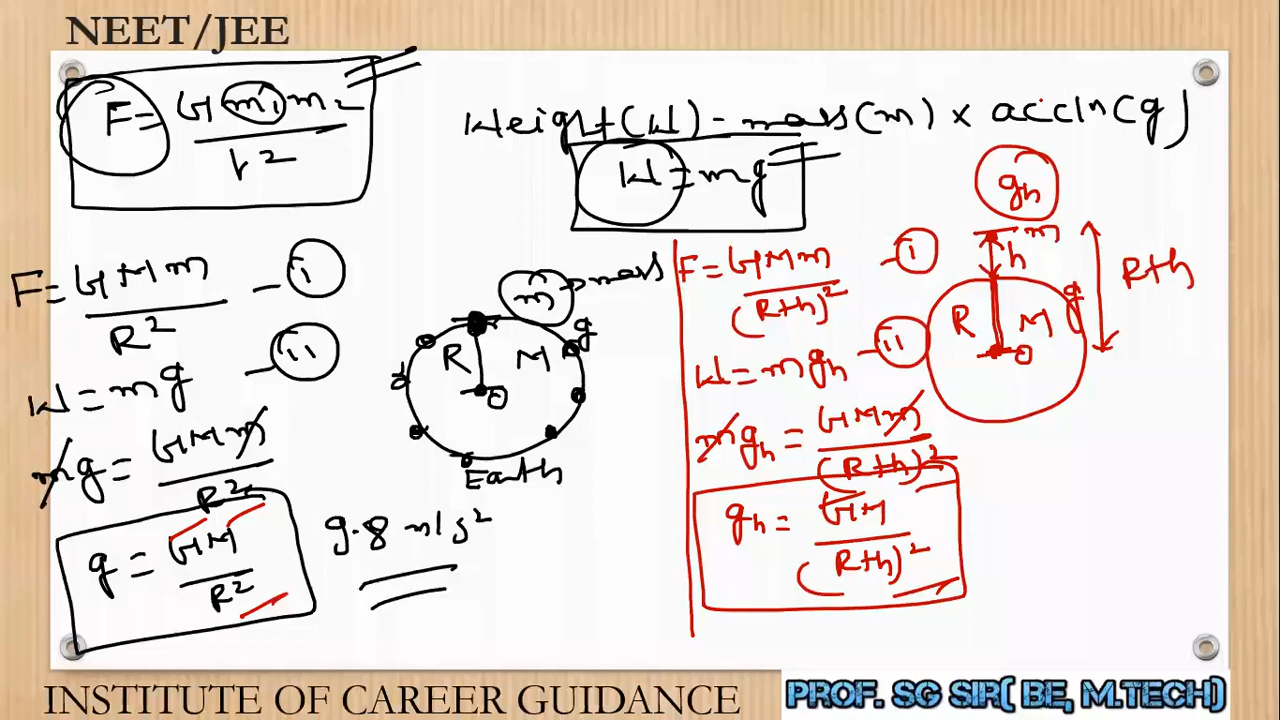 NEET/JEE
F = G m1 m2 / r2
Weight(W) = mass(m) × accln(g)
W = mg
F = GMm / R2 — (i)
W = mg — (ii)
mg = GMm / R2
g = GM / R2
9.8 m/s2
m → mass
g
R M
O
Earth
F = GMm / (R+h)2 — (i)
W = mgh — (ii)
mgh = GMm / (R+h)2
gh = GM / (R+h)2
gh
m
h
R+h
g
R M
O
INSTITUTE OF CAREER GUIDANCE
PROF. SG SIR( BE, M.TECH)